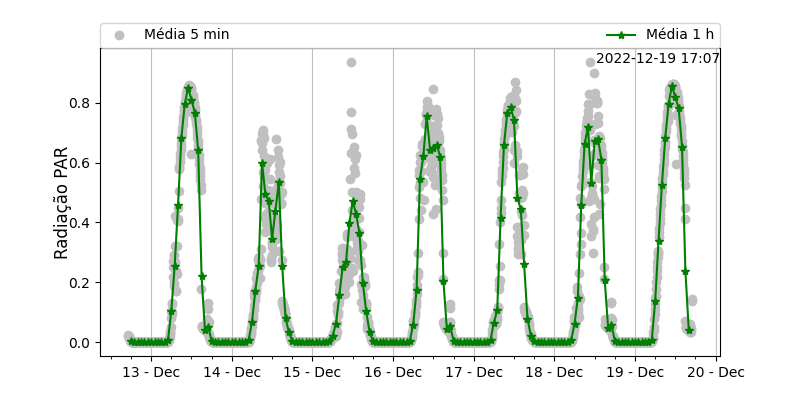 Média 5 min
Média 1 h
2022-12-19 17:07
Radiação PAR
0.8
0.6
0.4
0.2
0.0
13 - Dec
14 - Dec
15 - Dec
16 - Dec
17 - Dec
18 - Dec
19 - Dec
20 - Dec